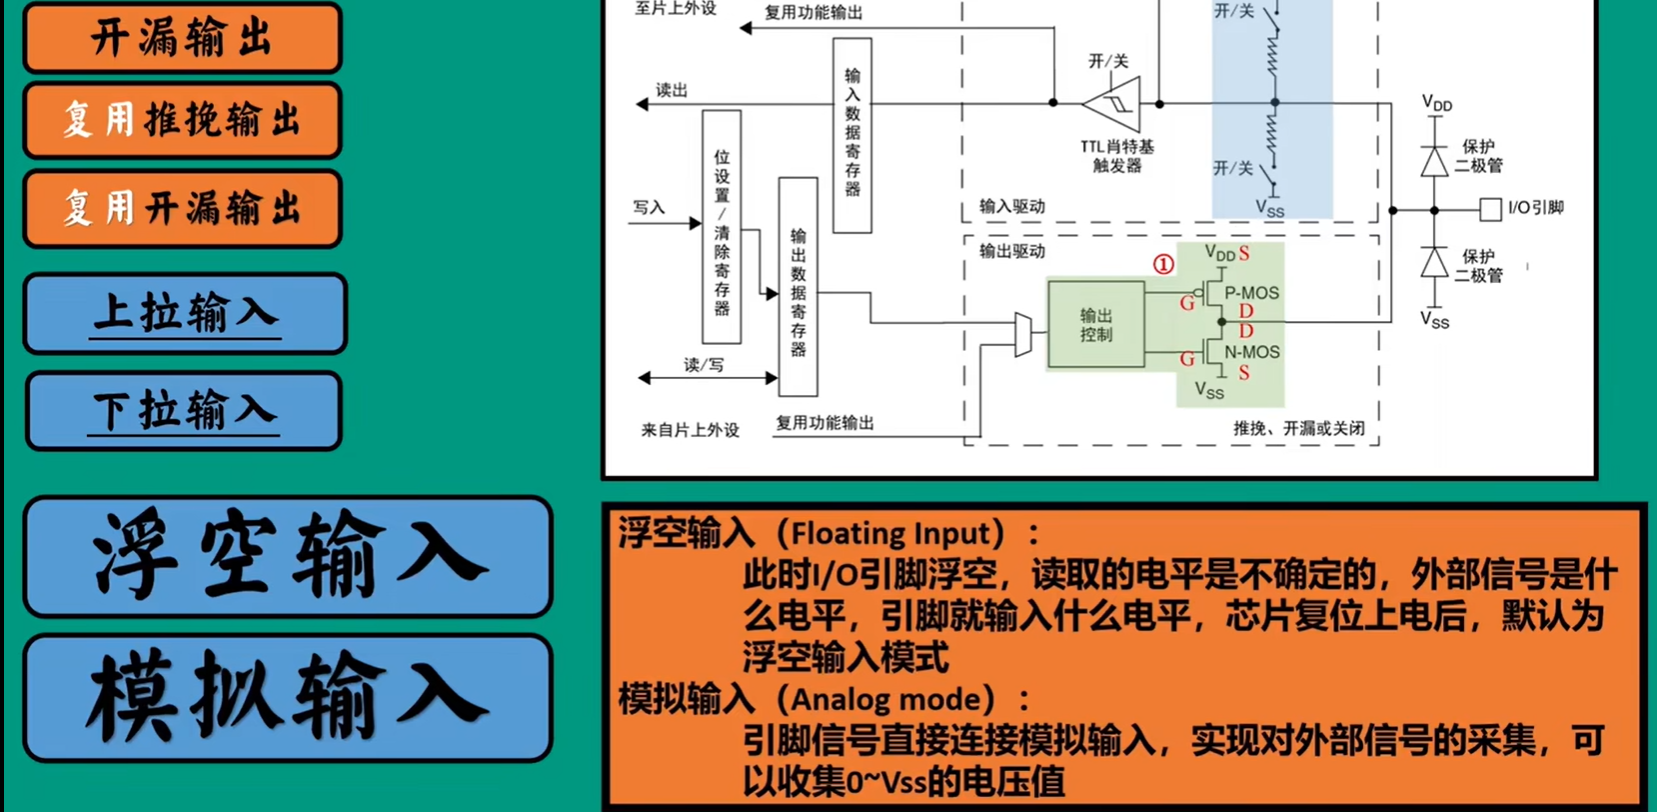 开漏输出
复用推挽输出
复用开漏输出
上拉输入
下拉输入
浮空输入
模拟输入
至片上外设
复用功能输出
开/关
开/关
读出
输入数据寄存器
TTL肖特基
触发器
开/关
VSS
输入驱动
VDD
保护
二极管
I/O引脚
保护
二极管
VSS
写入
位设置/清除寄存器
输出数据寄存器
读/写
来自片上外设
复用功能输出
输出驱动
①
VDD S
P-MOS
G
D
D
输出
控制
G
N-MOS
S
VSS
推挽、开漏或关闭
浮空输入（Floating Input）：
此时I/O引脚浮空，读取的电平是不确定的，外部信号是什
么电平，引脚就输入什么电平，芯片复位上电后，默认为
浮空输入模式
模拟输入（Analog mode）：
引脚信号直接连接模拟输入，实现对外部信号的采集，可
以收集0~Vss的电压值